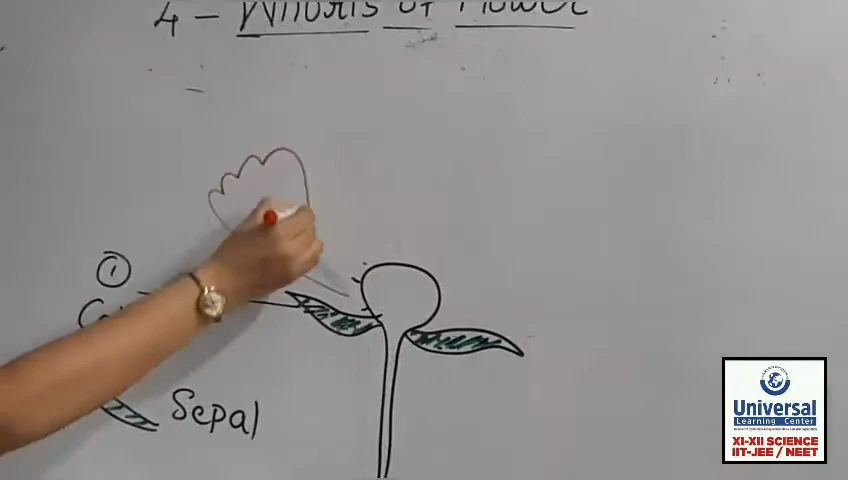 4 - Whorls of Flower
①
Sepal
Universal
Learning Center
XI-XII SCIENCE
IIT-JEE / NEET